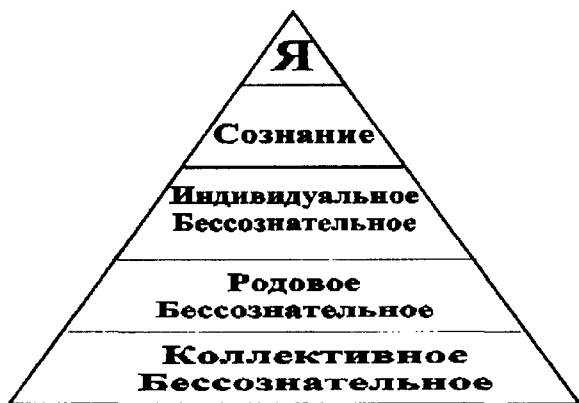 Я
Сознание
Индивидуальное
Бессознательное
Родовое
Бессознательное
Коллективное
Бессознательное